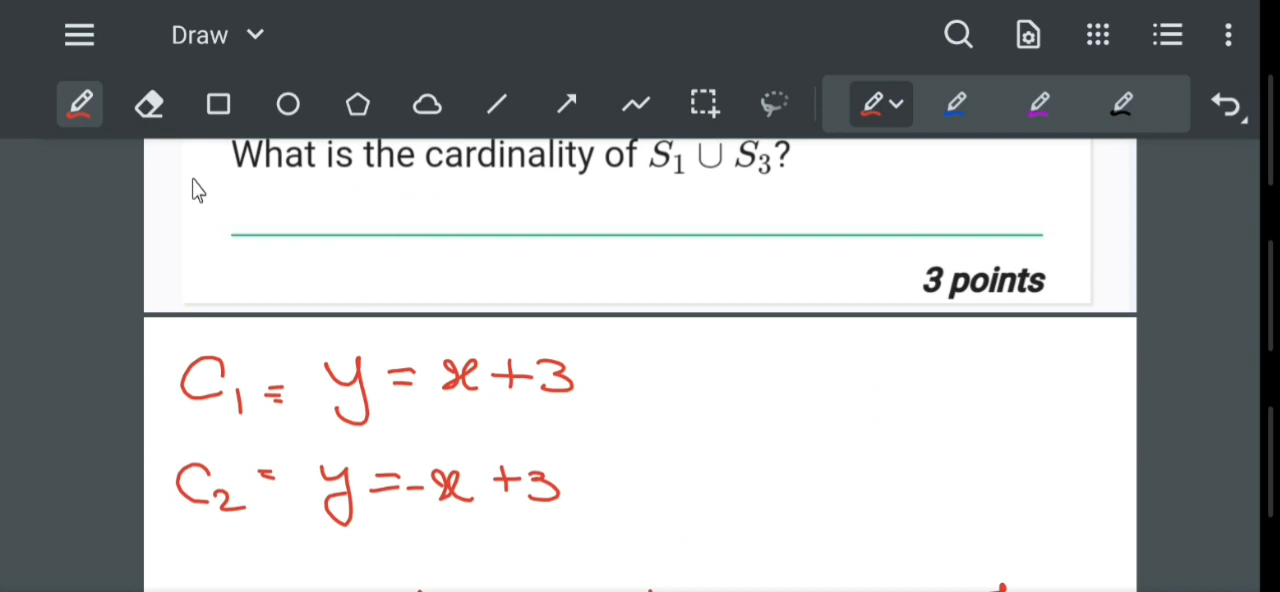 Draw
What is the cardinality of S₁ ∪ S₃?
3 points
C₁ = y = x + 3
C₂ = y = -x + 3